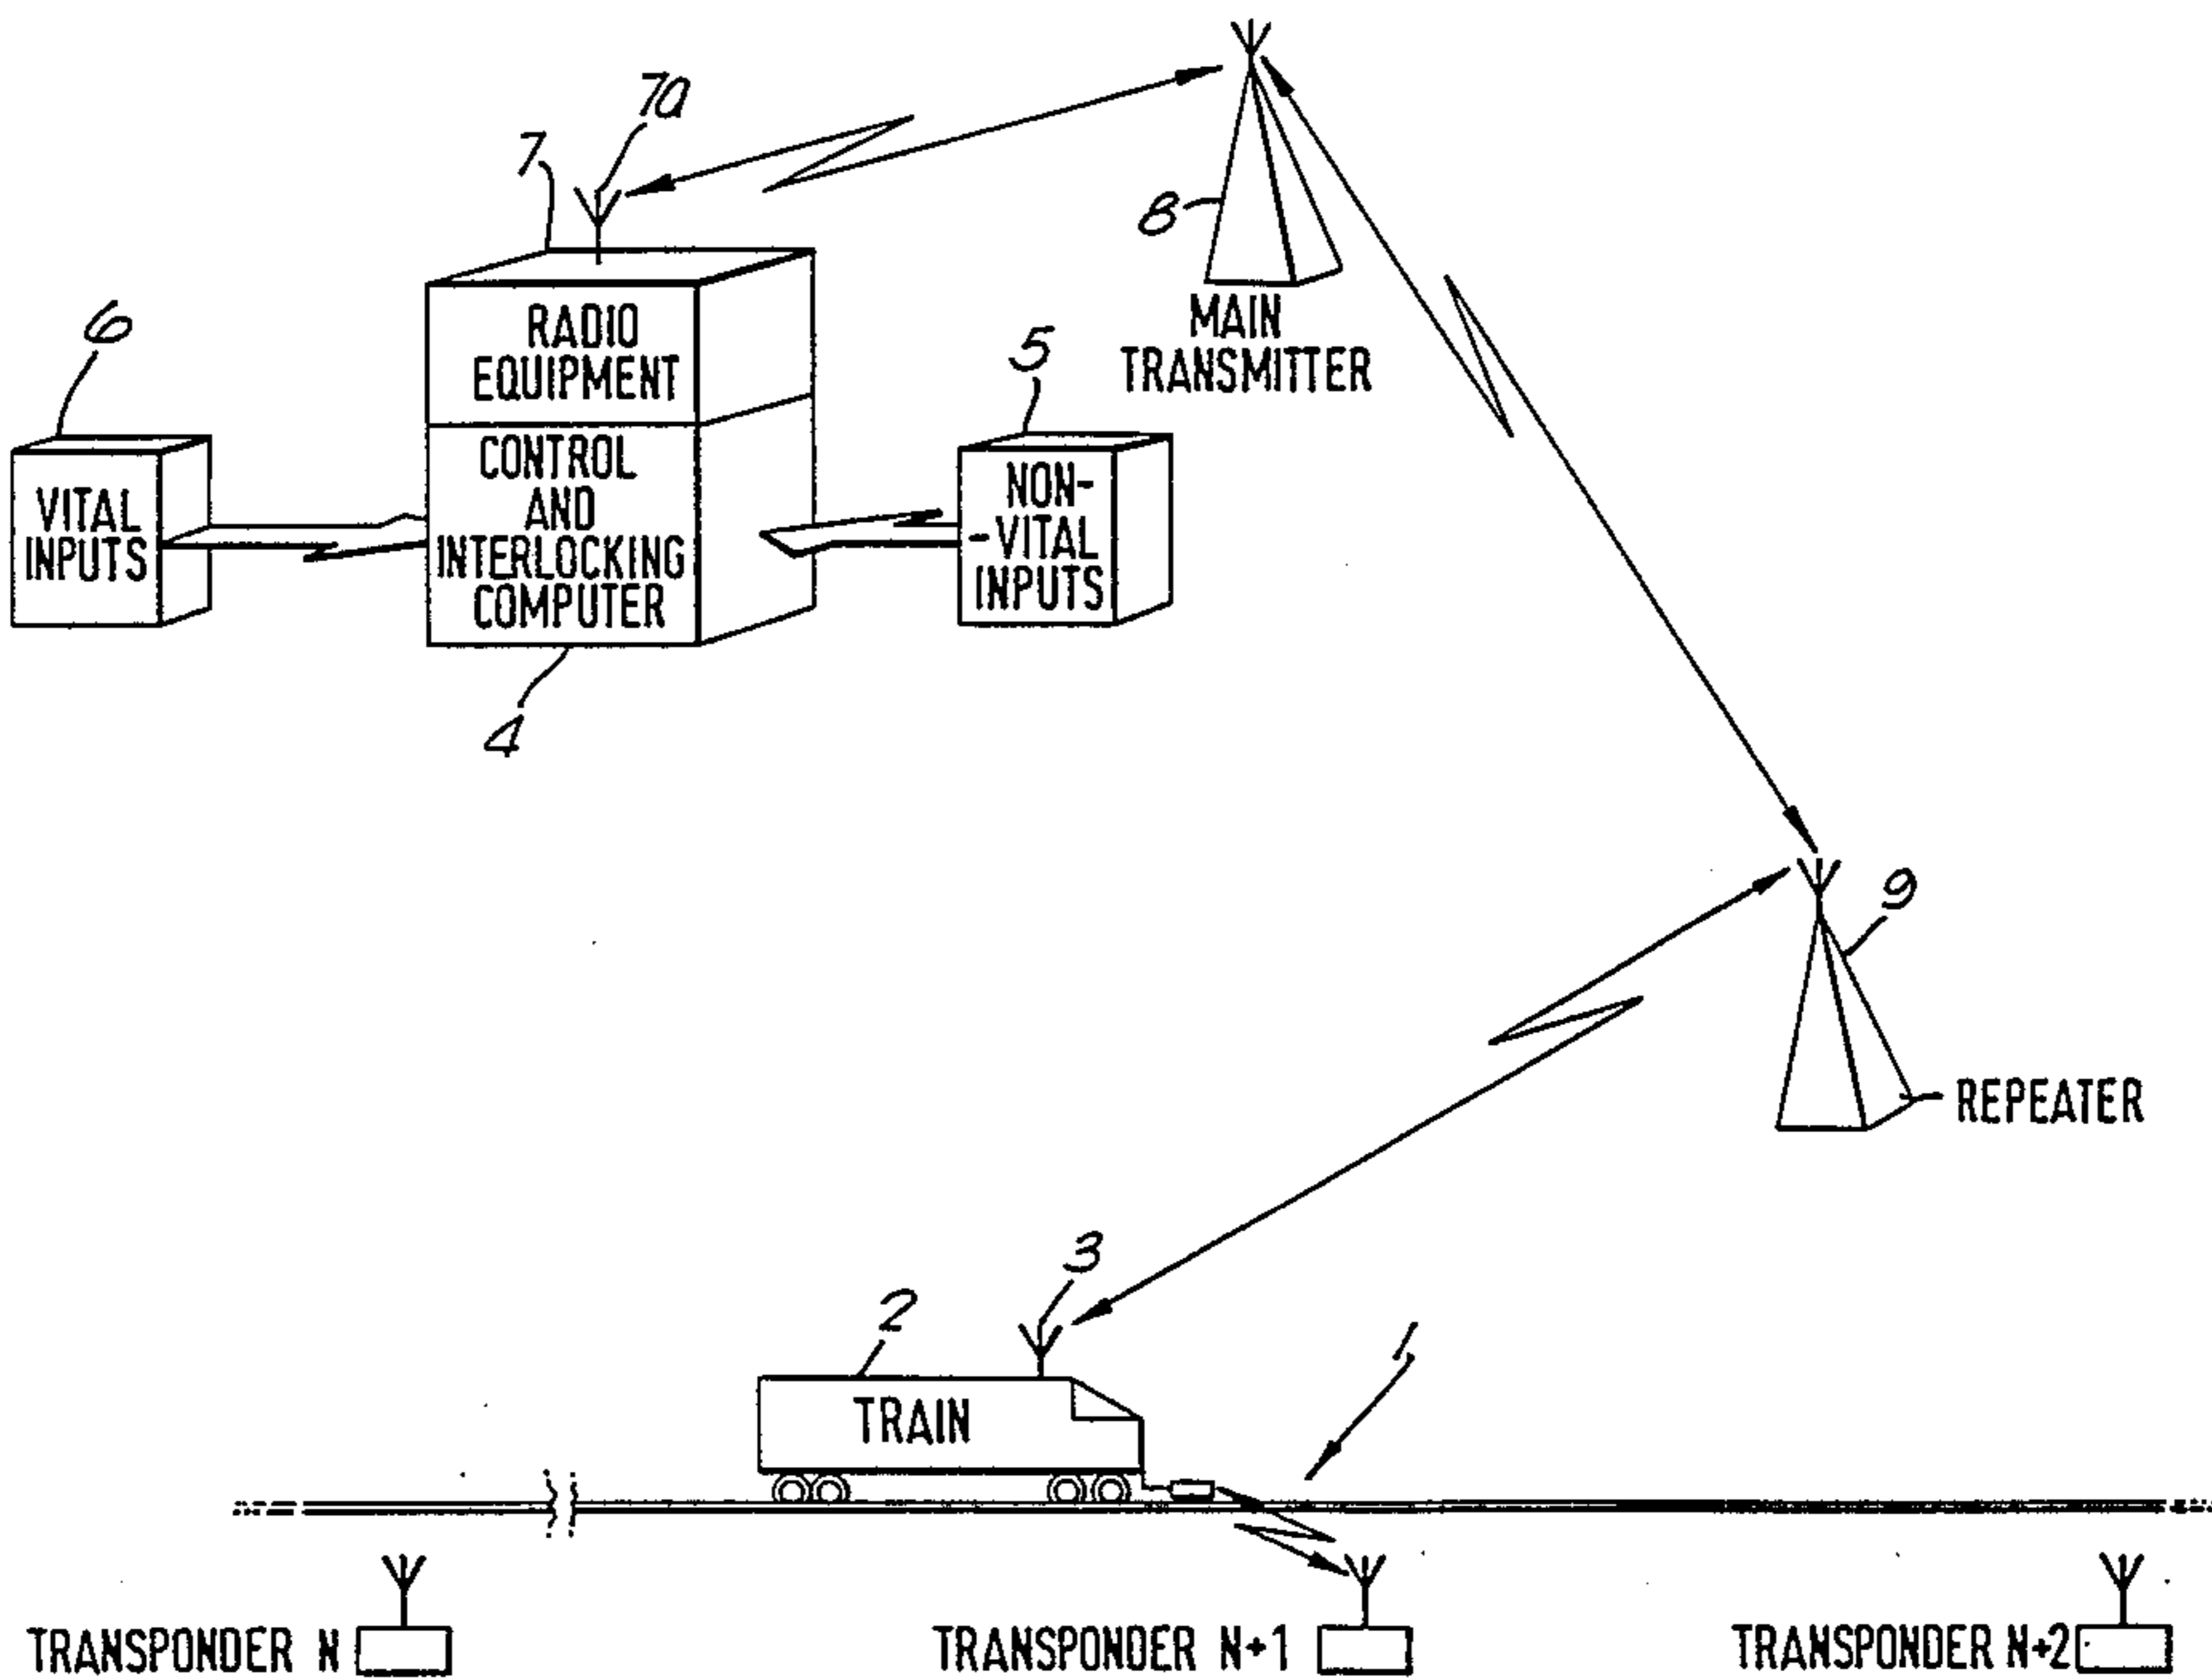 7a
7
8
MAIN
TRANSMITTER
RADIO
EQUIPMENT
CONTROL
AND
INTERLOCKING
COMPUTER
4
6
VITAL
INPUTS
5
NON-
-VITAL
INPUTS
9
REPEATER
3
2
TRAIN
1
TRANSPONDER N
TRANSPONDER N+1
TRANSPONDER N+2